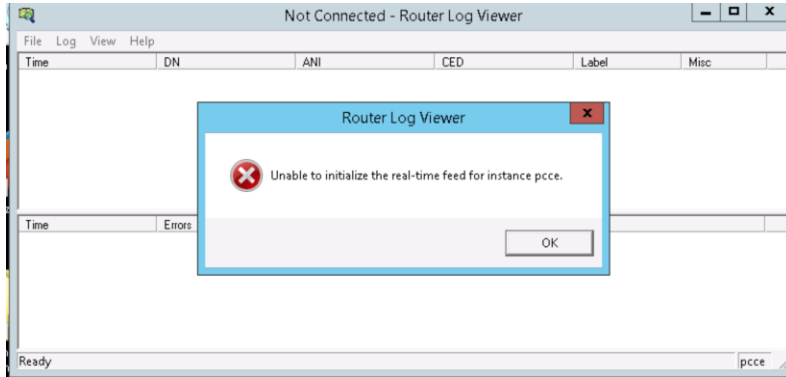 Not Connected - Router Log Viewer
File Log View Help
Time DN ANI CED Label Misc
Router Log Viewer
Unable to initialize the real-time feed for instance pcce.
OK
Time Errors
Ready pcce